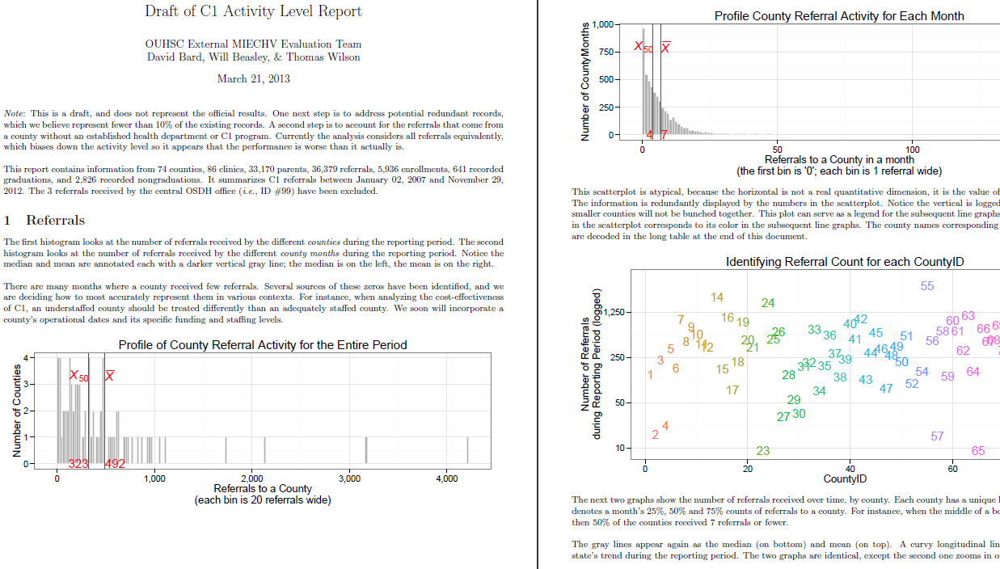 Draft of C1 Activity Level Report
OUHSC External MIECHV Evaluation Team
David Bard, Will Beasley, & Thomas Wilson
March 21, 2013
Note: This is a draft, and does not represent the official results. One next step is to address potential redundant records,
which we believe represent fewer than 10% of the existing records. A second step is to account for the referrals that come from
a county without an established health department or C1 program. Currently the analysis considers all referrals equivalently,
which biases down the activity level so it appears that the performance is worse than it actually is.
This report contains information from 74 counties, 86 clinics, 33,170 parents, 36,379 referrals, 5,936 enrollments, 641 recorded
graduations, and 2,826 recorded nongraduations. It summarizes C1 referrals between January 02, 2007 and November 29,
2012. The 3 referrals received by the central OSDH office (i.e., ID #99) have been excluded.
1 Referrals
The first histogram looks at the number of referrals received by the different counties during the reporting period. The second
histogram looks at the number of referrals received by the different county months during the reporting period. Notice the
median and mean are annotated each with a darker vertical gray line; the median is on the left, the mean is on the right.
There are many months where a county received few referrals. Several sources of these zeros have been identified, and we
are deciding how to most accurately represent them in various contexts. For instance, when analyzing the cost-effectiveness
of C1, an understaffed county should be treated differently than an adequately staffed county. We soon will incorporate a
county's operational dates and its specific funding and staffing levels.
Profile of County Referral Activity for the Entire Period
Number of Counties
4
3
2
1
0
X50 X̅
323 492
0 1,000 2,000 3,000 4,000
Referrals to a County
(each bin is 20 referrals wide)
Profile County Referral Activity for Each Month
Number of CountyMonths
1,000
750
500
250
0
X50 X̅
4 7
0 50 100
Referrals to a County in a month
(the first bin is '0'; each bin is 1 referral wide)
This scatterplot is atypical, because the horizontal is not a real quantitative dimension, it is the value of
The information is redundantly displayed by the numbers in the scatterplot. Notice the vertical is logged
smaller counties will not be bunched together. This plot can serve as a legend for the subsequent line graphs
in the scatterplot corresponds to its color in the subsequent line graphs. The county names corresponding
are decoded in the long table at the end of this document.
Identifying Referral Count for each CountyID
Number of Referrals
during Reporting Period (logged)
1,250
250
50
10
1 2 3 4 5 6 7 8 9 10 11 12 14 15 16 17 18 19 20 21 23 24 25 26 27 28 29 30 31 32 33 34 35 36 37 38 39 40 41 42 43 44 45 46 47 48 49 50 51 52 54 55 56 57 58 59 60 61 62 63 64 65 66 67 68
0 20 40 60
CountyID
The next two graphs show the number of referrals received over time, by county. Each county has a unique
denotes a month's 25%, 50% and 75% counts of referrals to a county. For instance, when the middle of a
then 50% of the counties received 7 referrals or fewer.
The gray lines appear again as the median (on bottom) and mean (on top). A curvy longitudinal
state's trend during the reporting period. The two graphs are identical, except the second one zooms in